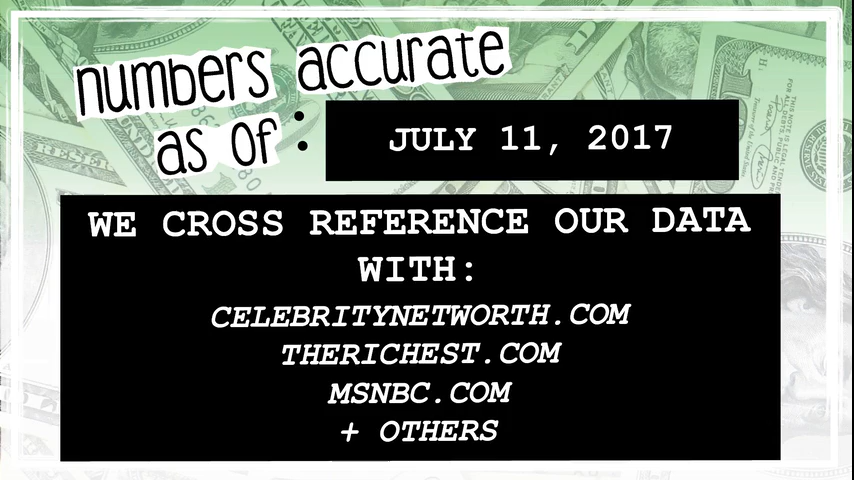 numbers accurate
as of: JULY 11, 2017
WE CROSS REFERENCE OUR DATA
WITH:
CELEBRITYNETWORTH.COM
THERICHEST.COM
MSNBC.COM
+ OTHERS